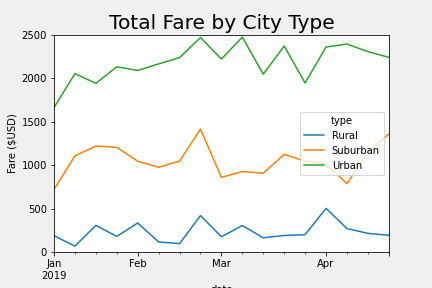 Total Fare by City Type
Fare ($USD)
2500
2000
1500
1000
500
0
type
Rural
Suburban
Urban
Jan
2019
Feb
Mar
Apr